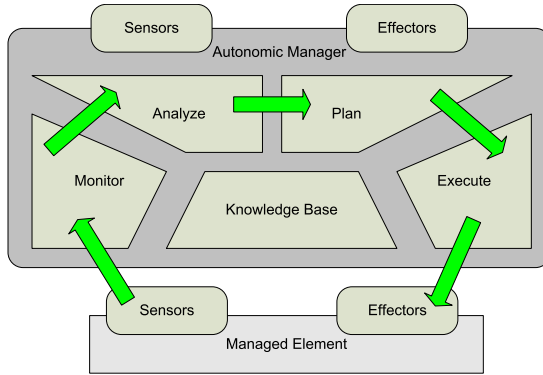 Sensors
Effectors
Autonomic Manager
Analyze
Plan
Monitor
Execute
Knowledge Base
Sensors
Effectors
Managed Element